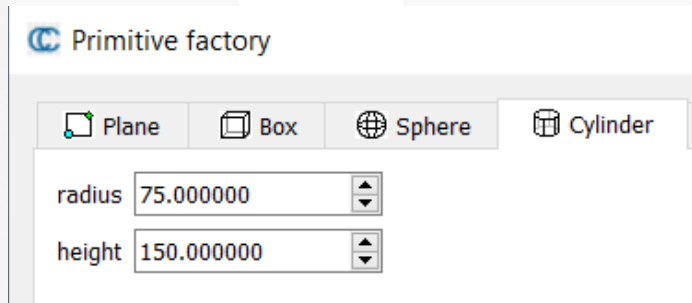 Primitive factory
Plane Box Sphere Cylinder
radius 75.000000
height 150.000000